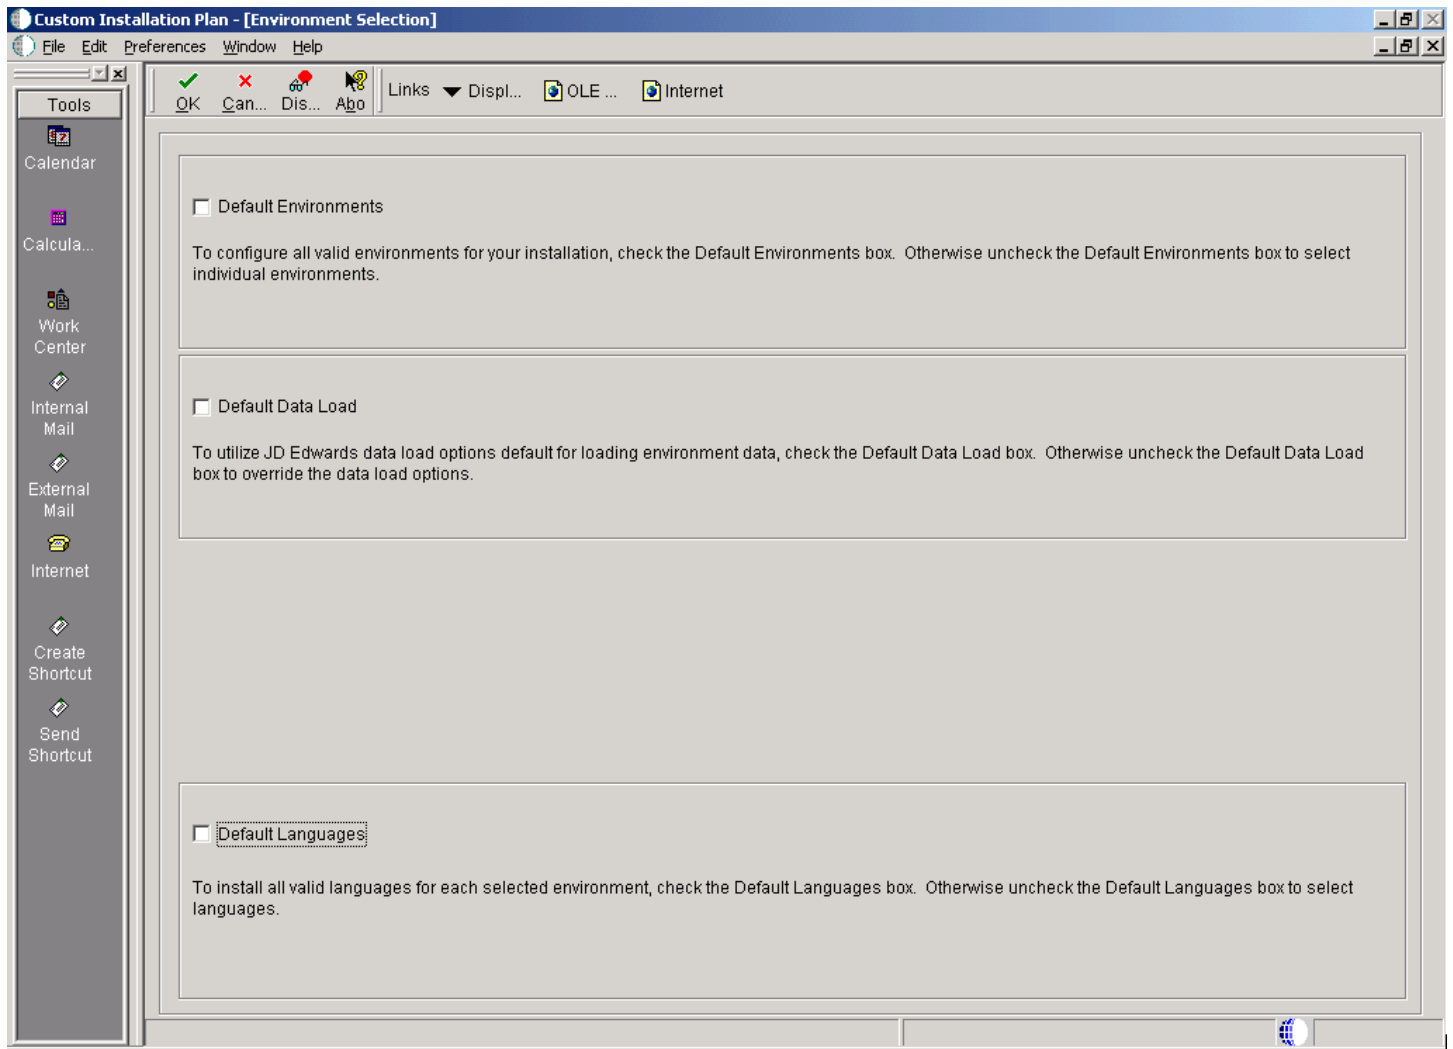 Custom Installation Plan - [Environment Selection]
File Edit Preferences Window Help
Tools
Calendar
Calcula...
Work
Center
Internal
Mail
External
Mail
Internet
Create
Shortcut
Send
Shortcut
OK Can... Dis... Abo Links Displ... OLE ... Internet
Default Environments
To configure all valid environments for your installation, check the Default Environments box. Otherwise uncheck the Default Environments box to select
individual environments.
Default Data Load
To utilize JD Edwards data load options default for loading environment data, check the Default Data Load box. Otherwise uncheck the Default Data Load
box to override the data load options.
Default Languages
To install all valid languages for each selected environment, check the Default Languages box. Otherwise uncheck the Default Languages box to select
languages.